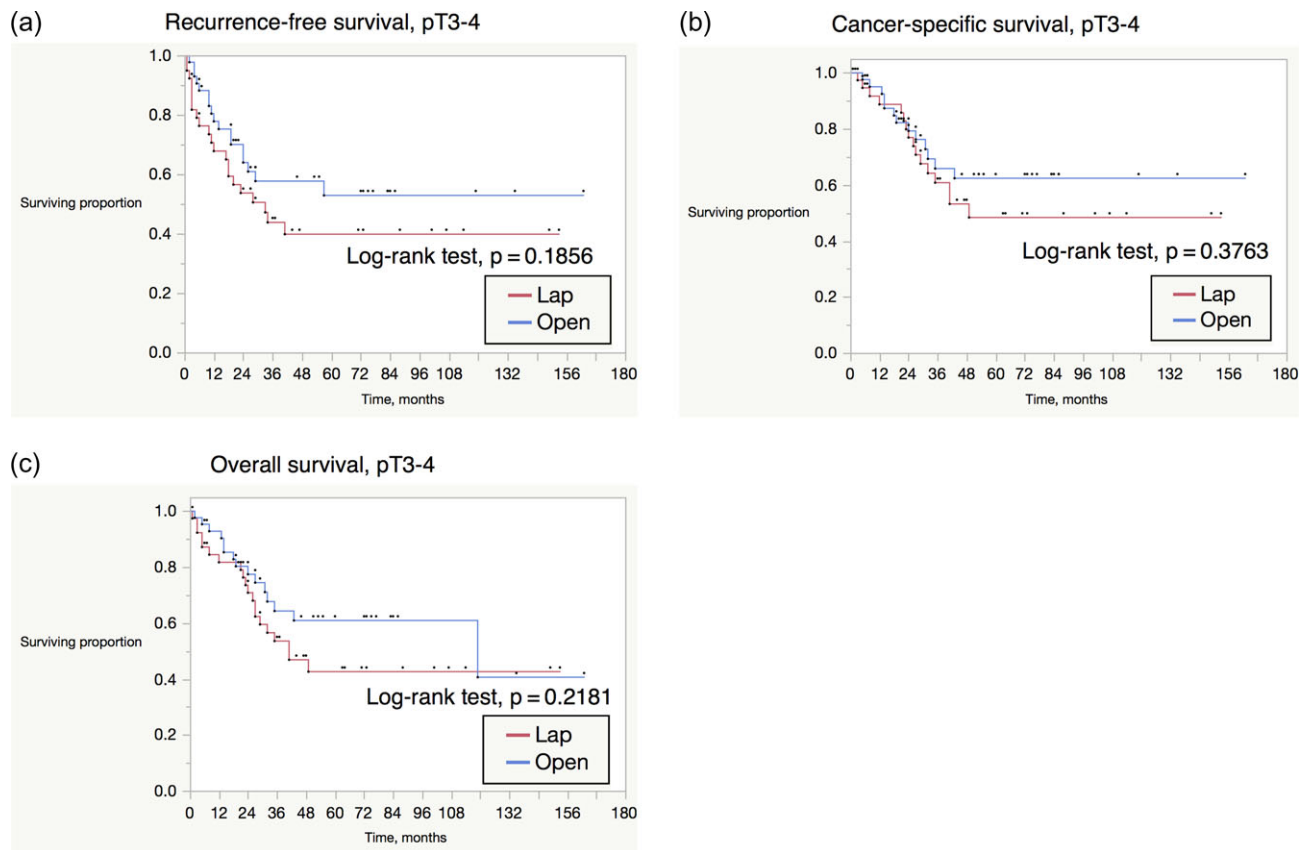 (a)
Recurrence-free survival, pT3-4
1.0
0.8
0.6
Surviving proportion
0.4
0.2
0.0
Log-rank test, p = 0.1856
Lap
Open
0 12 24 36 48 60 72 84 96 108 132 156 180
Time, months
(b)
Cancer-specific survival, pT3-4
1.0
0.8
0.6
Surviving proportion
0.4
0.2
0.0
Log-rank test, p = 0.3763
Lap
Open
0 12 24 36 48 60 72 84 96 108 132 156 180
Time, months
(c)
Overall survival, pT3-4
1.0
0.8
0.6
Surviving proportion
0.4
0.2
0.0
Log-rank test, p = 0.2181
Lap
Open
0 12 24 36 48 60 72 84 96 108 132 156 180
Time, months